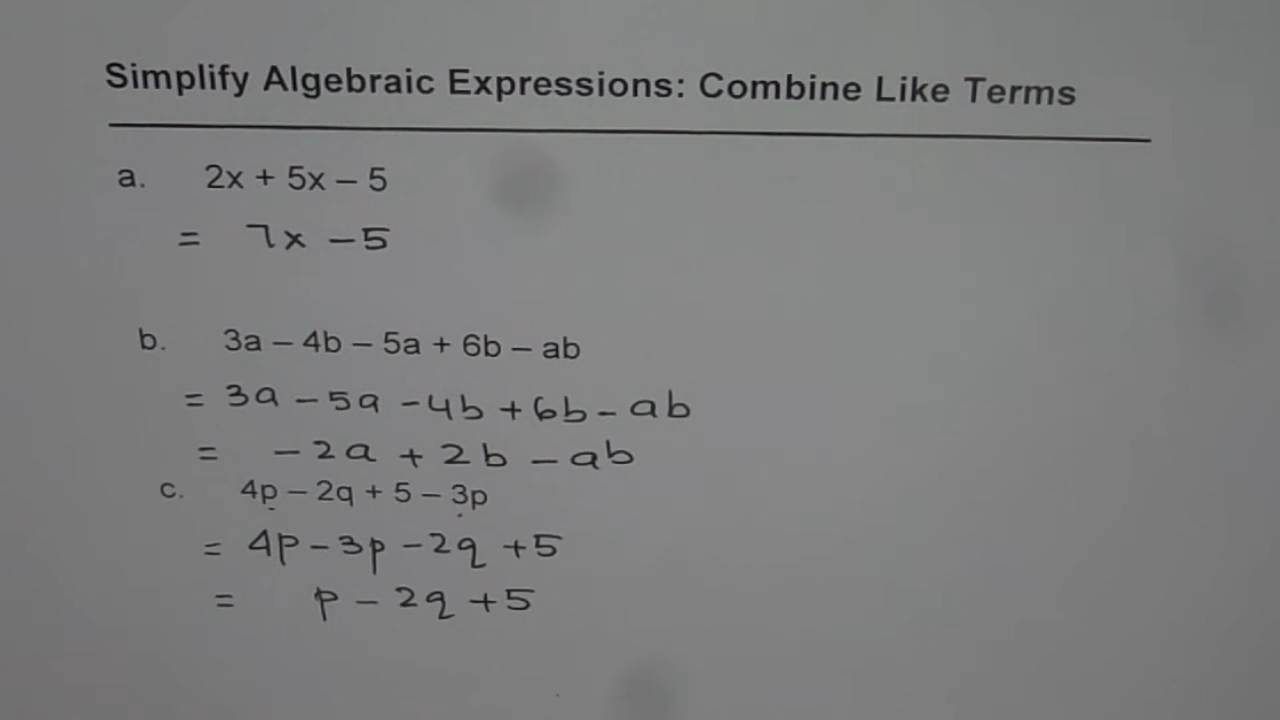 Simplify Algebraic Expressions: Combine Like Terms
a. 2x + 5x – 5
= 7x – 5
b. 3a – 4b – 5a + 6b – ab
= 3a – 5a – 4b + 6b – ab
= – 2a + 2b – ab
c. 4p – 2q + 5 – 3p
= 4p – 3p – 2q + 5
= p – 2q + 5